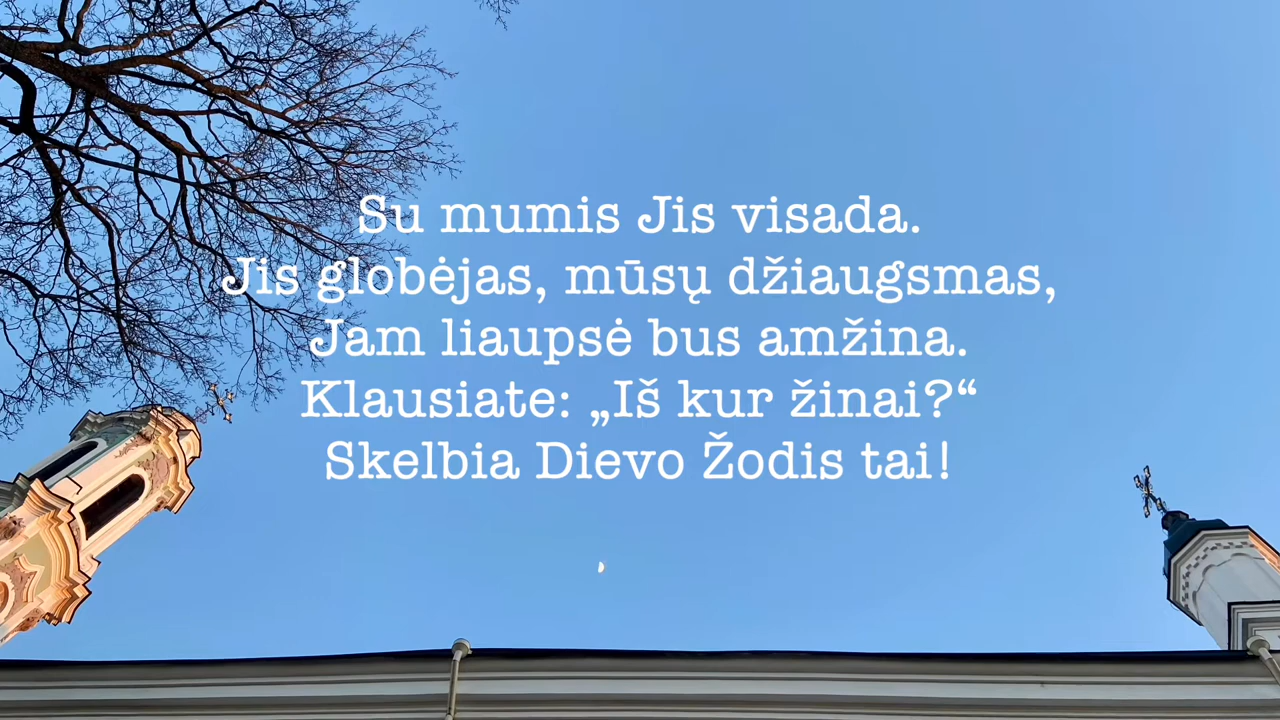 Su mumis Jis visada.
Jis globėjas, mūsų džiaugsmas,
Jam liaupsė bus amžina.
Klausiate: „Iš kur žinai?“
Skelbia Dievo Žodis tai!